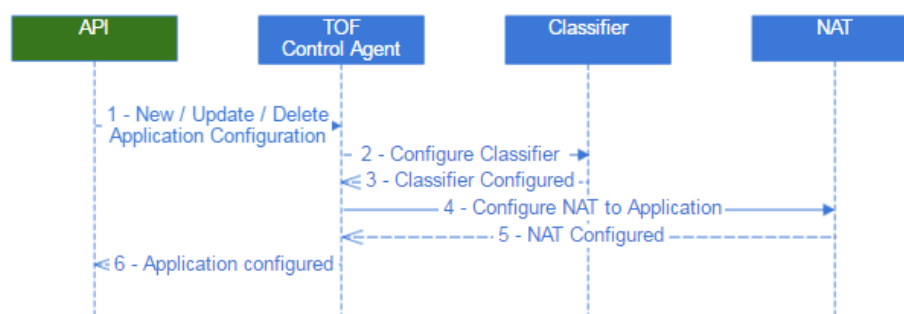 API
TOF
Control Agent
Classifier
NAT
1 - New / Update / Delete
Application Configuration
2 - Configure Classifier
3 - Classifier Configured
4 - Configure NAT to Application
5 - NAT Configured
6 - Application configured